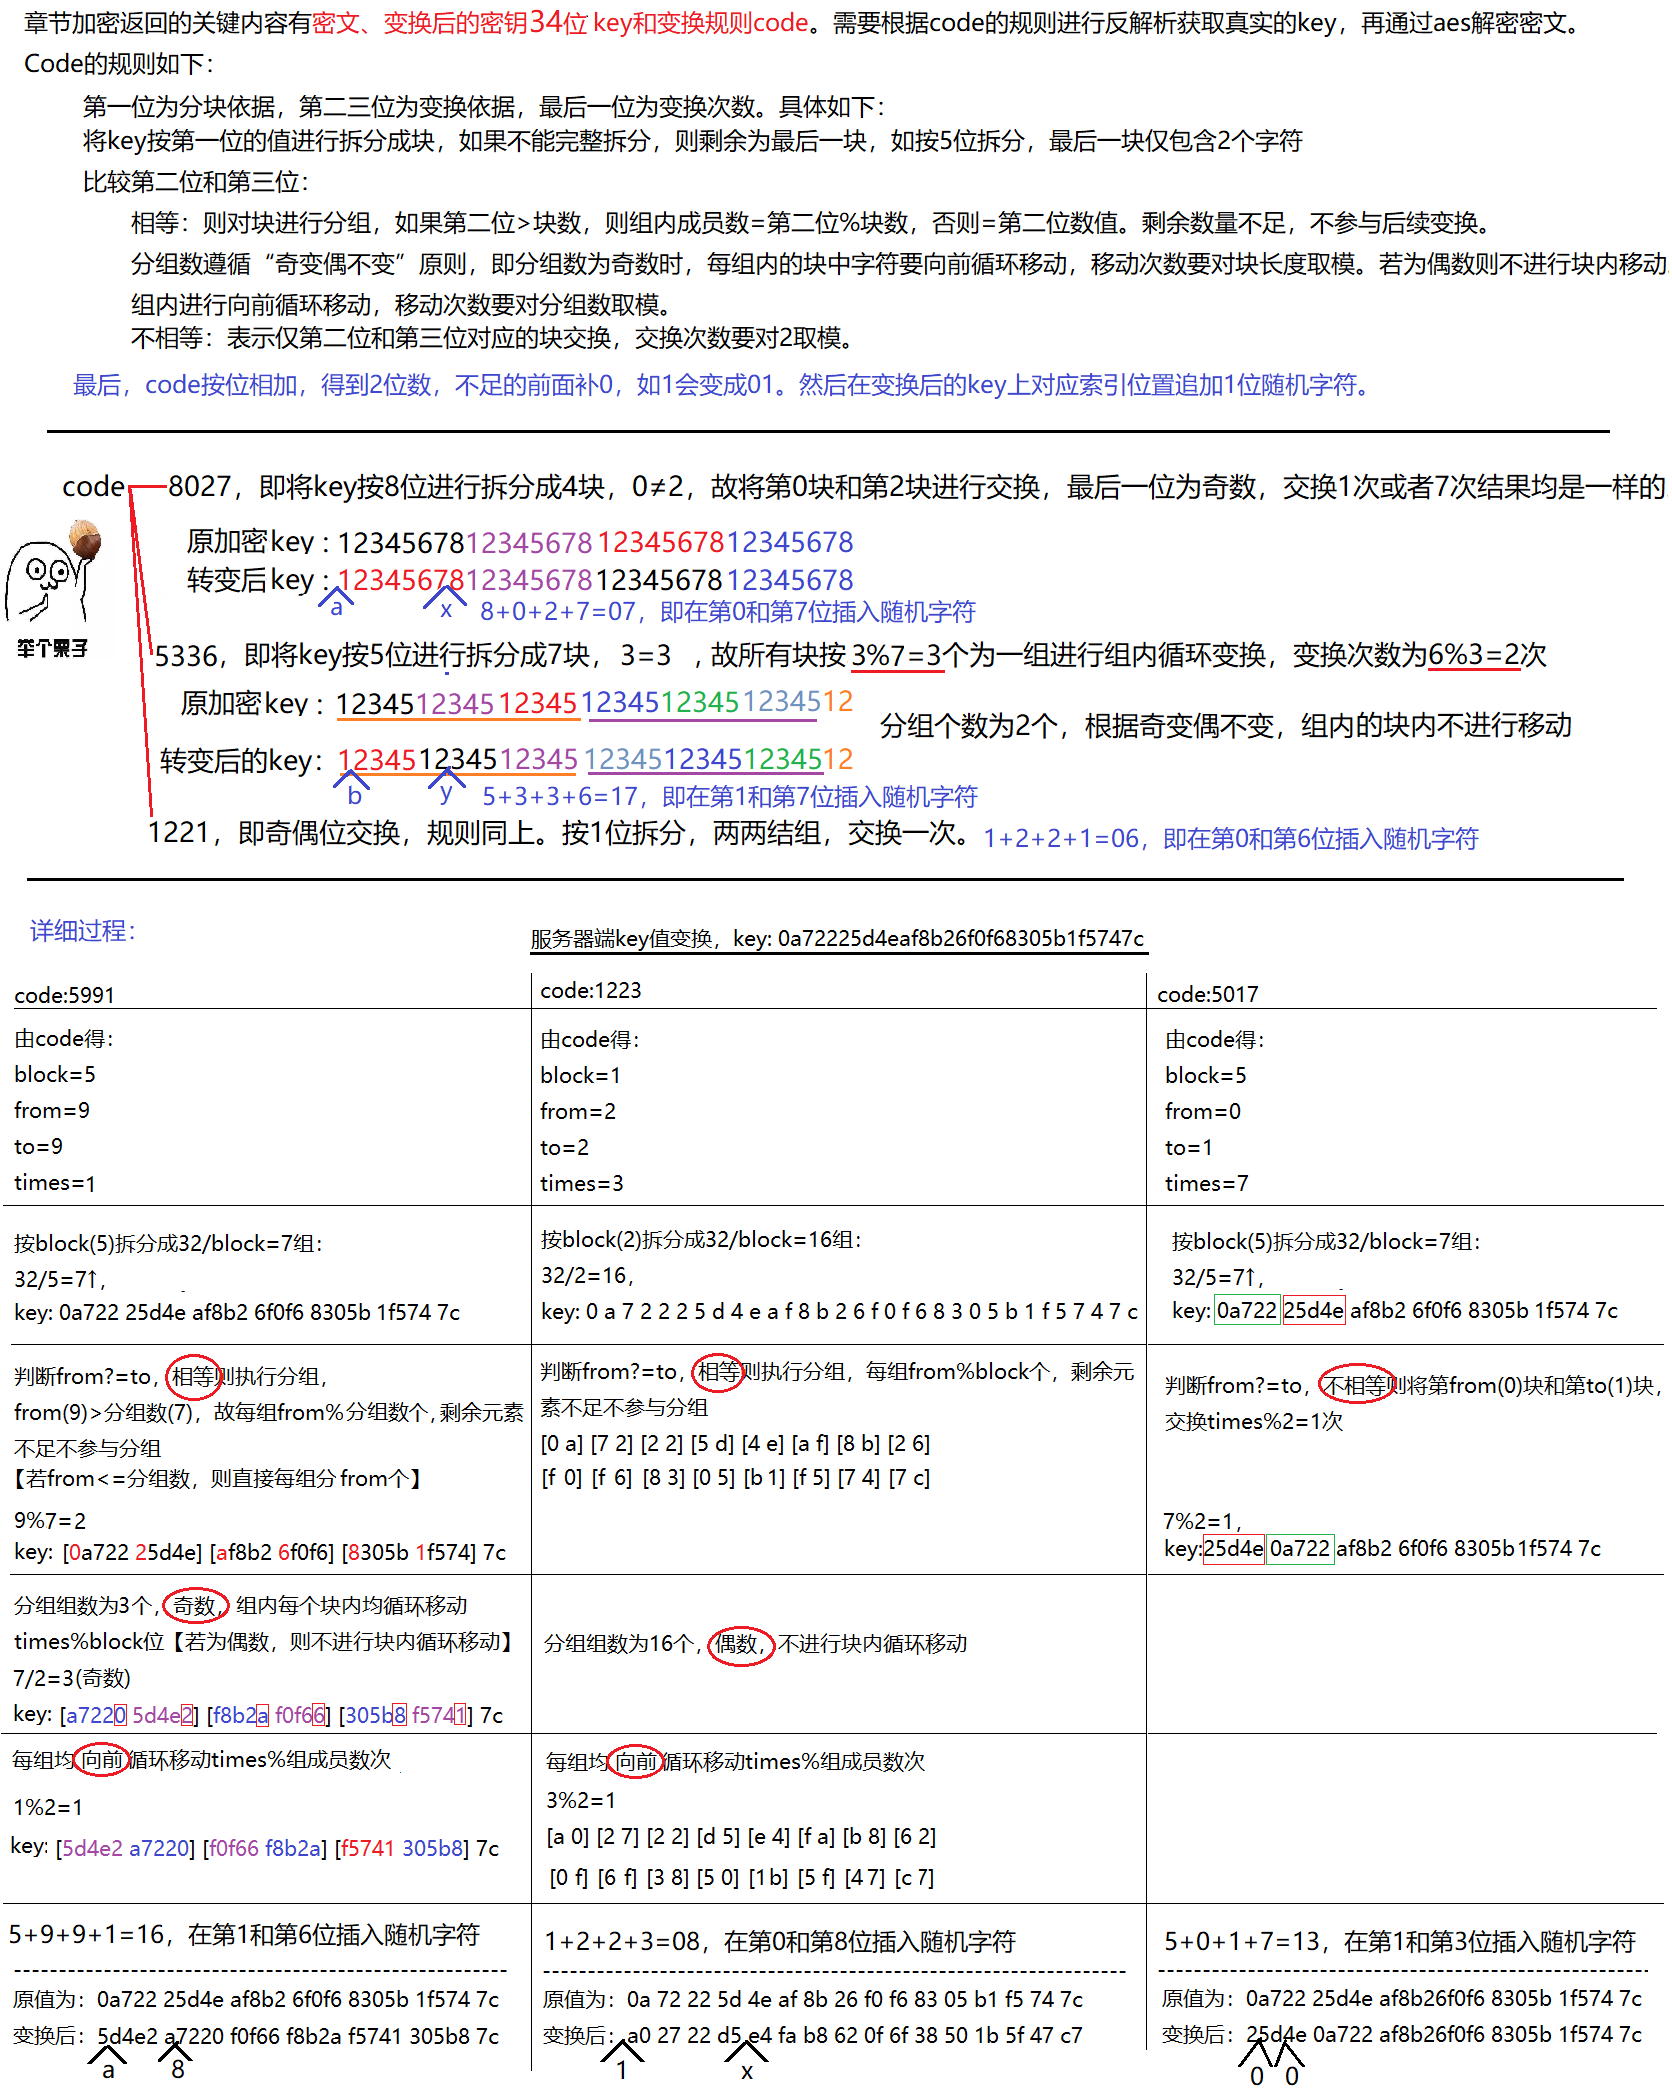 章节加密返回的关键内容有密文、变换后的密钥34位 key和变换规则code。需要根据code的规则进行反解析获取真实的key，再通过aes解密密文。
Code的规则如下：
第一位为分块依据，第二三位为变换依据，最后一位为变换次数。具体如下：
将key按第一位的值进行拆分成块，如果不能完整拆分，则剩余为最后一块，如按5位拆分，最后一块仅包含2个字符
比较第二位和第三位：
相等：则对块进行分组，如果第二位>块数，则组内成员数=第二位%块数，否则=第二位数值。剩余数量不足，不参与后续变换。
分组数遵循“奇变偶不变”原则，即分组数为奇数时，每组内的块中字符要向前循环移动，移动次数要对块长度取模。若为偶数则不进行块内移动
组内进行向前循环移动，移动次数要对分组数取模。
不相等：表示仅第二位和第三位对应的块交换，交换次数要对2取模。
最后，code按位相加，得到2位数，不足的前面补0，如1会变成01。然后在变换后的key上对应索引位置追加1位随机字符。
code 8027，即将key按8位进行拆分成4块，0≠2，故将第0块和第2块进行交换，最后一位为奇数，交换1次或者7次结果均是一样的
原加密key：12345678123456781234567812345678
转变后key：12345678123456781234567812345678
a x 8+0+2+7=07，即在第0和第7位插入随机字符
举个栗子
5336，即将key按5位进行拆分成7块，3=3 ，故所有块按3%7=3个为一组进行组内循环变换，变换次数为6%3=2次
原加密key：12345123451234512345123451234512
分组个数为2个，根据奇变偶不变，组内的块内不进行移动
转变后的key：12345123451234512345123451234512
b y 5+3+3+6=17，即在第1和第7位插入随机字符
1221，即奇偶位交换，规则同上。按1位拆分，两两结组，交换一次。1+2+2+1=06，即在第0和第6位插入随机字符
详细过程：
服务器端key值变换，key: 0a72225d4eaf8b26f0f68305b1f5747c
code:5991
由code得：
block=5
from=9
to=9
times=1
按block(5)拆分成32/block=7组：
32/5=7↑，
key: 0a722 25d4e af8b2 6f0f6 8305b 1f574 7c
判断from?=to，相等则执行分组，
from(9)>分组数(7)，故每组from%分组数个，剩余元素
不足不参与分组
【若from<=分组数，则直接每组分from个】
9%7=2
key: [0a722 25d4e] [af8b2 6f0f6] [8305b 1f574] 7c
分组组数为3个，奇数，组内每个块内均循环移动
times%block位【若为偶数，则不进行块内循环移动】
7/2=3(奇数)
key: [a7220 5d4e2] [f8b2a f0f66] [305b8 f5741] 7c
每组均向前循环移动times%组成员数次
1%2=1
key: [5d4e2 a7220] [f0f66 f8b2a] [f5741 305b8] 7c
5+9+9+1=16，在第1和第6位插入随机字符
原值为：0a722 25d4e af8b2 6f0f6 8305b 1f574 7c
变换后：5d4e2 a7220 f0f66 f8b2a f5741 305b8 7c
a 8
code:1223
由code得：
block=1
from=2
to=2
times=3
按block(2)拆分成32/block=16组：
32/2=16，
key: 0 a 7 2 2 2 5 d 4 e a f 8 b 2 6 f 0 f 6 8 3 0 5 b 1 f 5 7 4 7 c
判断from?=to，相等则执行分组，每组from%block个，剩余元
素不足不参与分组
[0 a] [7 2] [2 2] [5 d] [4 e] [a f] [8 b] [2 6]
[f 0] [f 6] [8 3] [0 5] [b 1] [f 5] [7 4] [7 c]
分组组数为16个，偶数，不进行块内循环移动
每组均向前循环移动times%组成员数次
3%2=1
[a 0] [2 7] [2 2] [d 5] [e 4] [f a] [b 8] [6 2]
[0 f] [6 f] [3 8] [5 0] [1 b] [5 f] [4 7] [c 7]
1+2+2+3=08，在第0和第8位插入随机字符
原值为：0a 72 22 5d 4e af 8b 26 f0 f6 83 05 b1 f5 74 7c
变换后：a0 27 22 d5 e4 fa b8 62 0f 6f 38 50 1b 5f 47 c7
1 x
code:5017
由code得：
block=5
from=0
to=1
times=7
按block(5)拆分成32/block=7组：
32/5=7↑，
key: 0a722 25d4e af8b2 6f0f6 8305b 1f574 7c
判断from?=to，不相等则将第from(0)块和第to(1)块，
交换times%2=1次
7%2=1，
key:25d4e 0a722 af8b2 6f0f6 8305b1f574 7c
5+0+1+7=13，在第1和第3位插入随机字符
原值为：0a722 25d4e af8b26f0f6 8305b 1f574 7c
变换后：25d4e 0a722 af8b26f0f6 8305b 1f574 7c
0 0